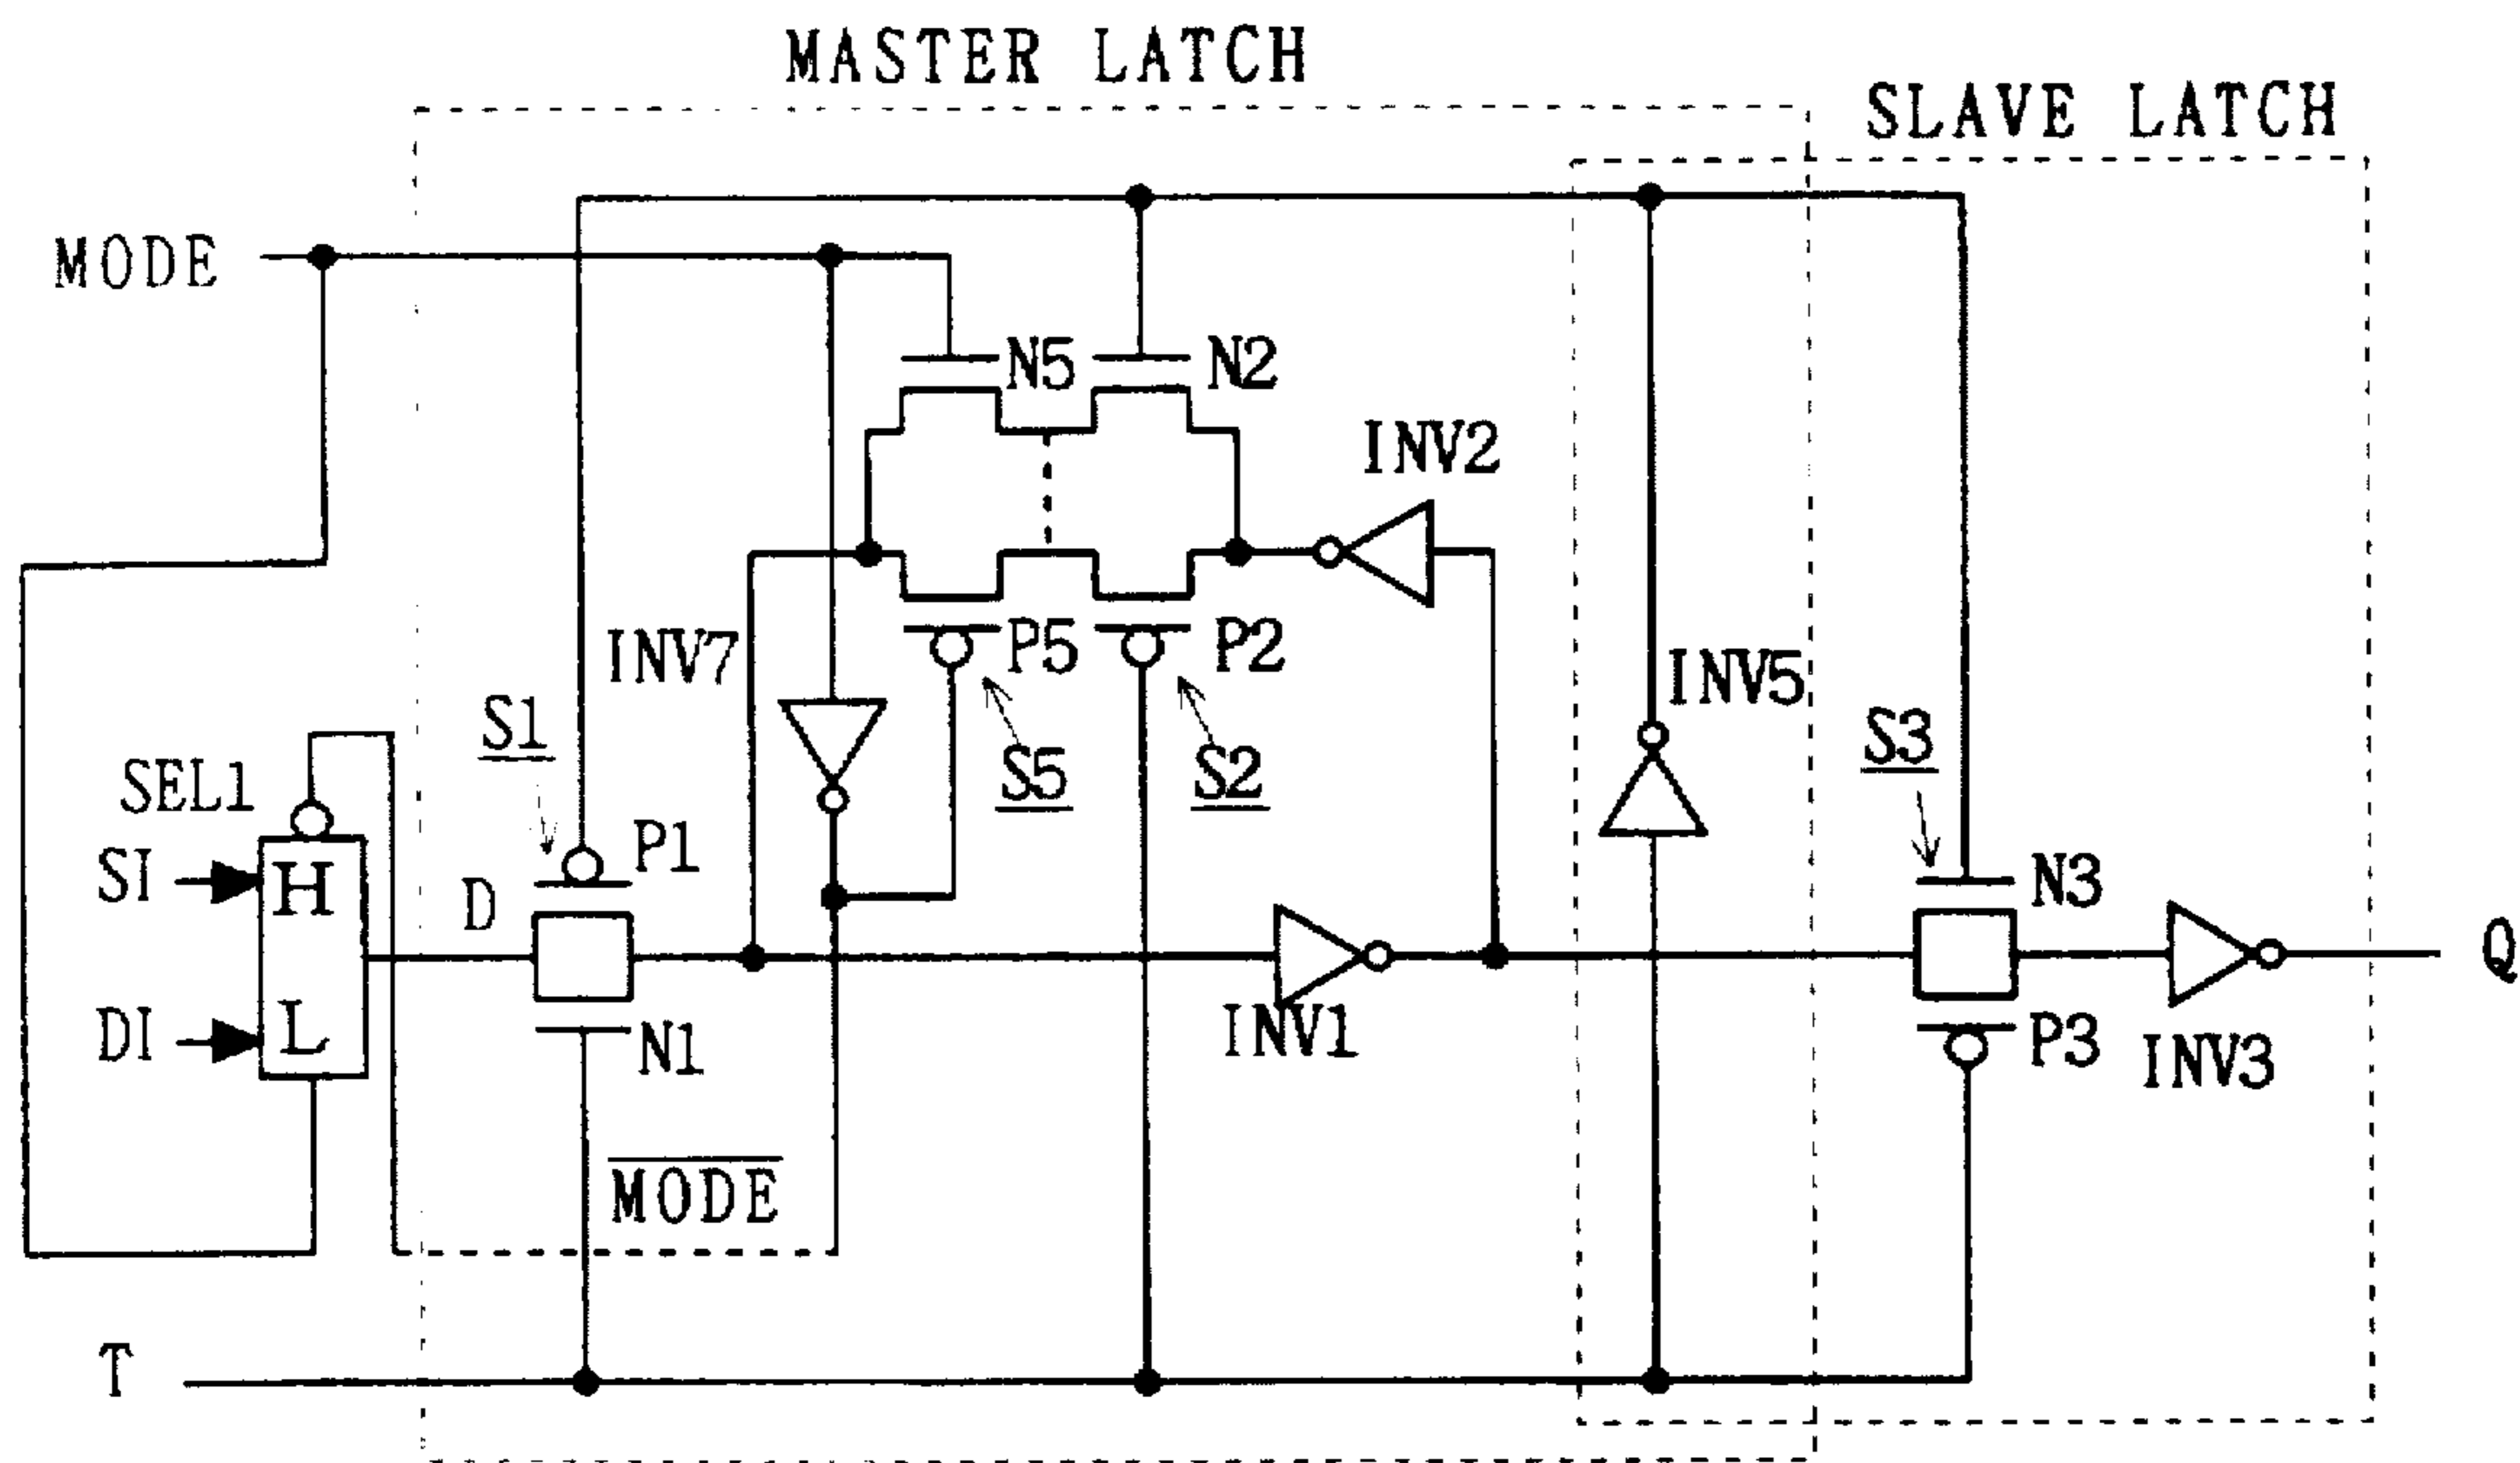 MASTER LATCH
SLAVE LATCH
MODE
N5
N2
INV2
INV7
P5
P2
INV5
S1
S5
S2
S3
SEL1
SI
H
D
P1
N3
Q
DI
L
N1
INV1
P3
INV3
MODE
T